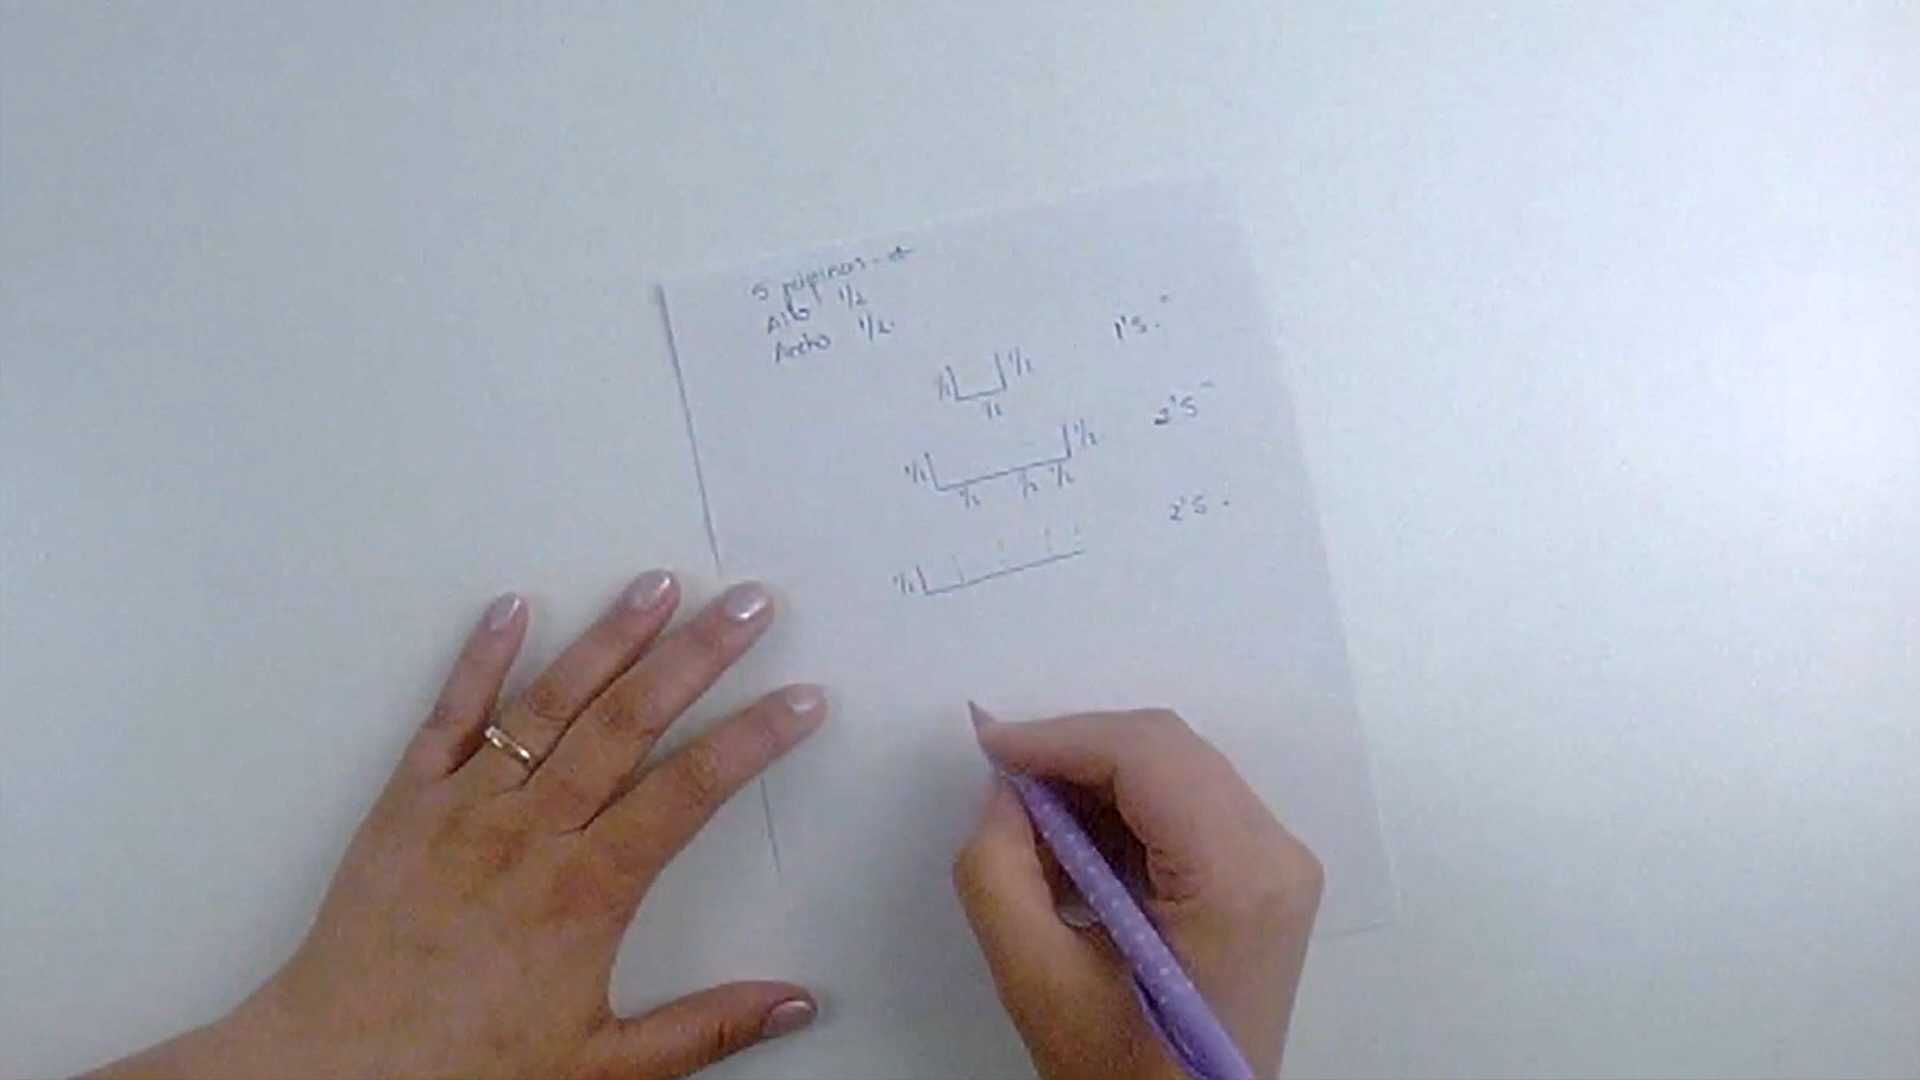 5 páginas
Alto 1/2
Ancho 1/2
1'5
1/2 1/2
1/2
2'5
1/2 1/2
1/2 1/2 1/2
2'5
1/2